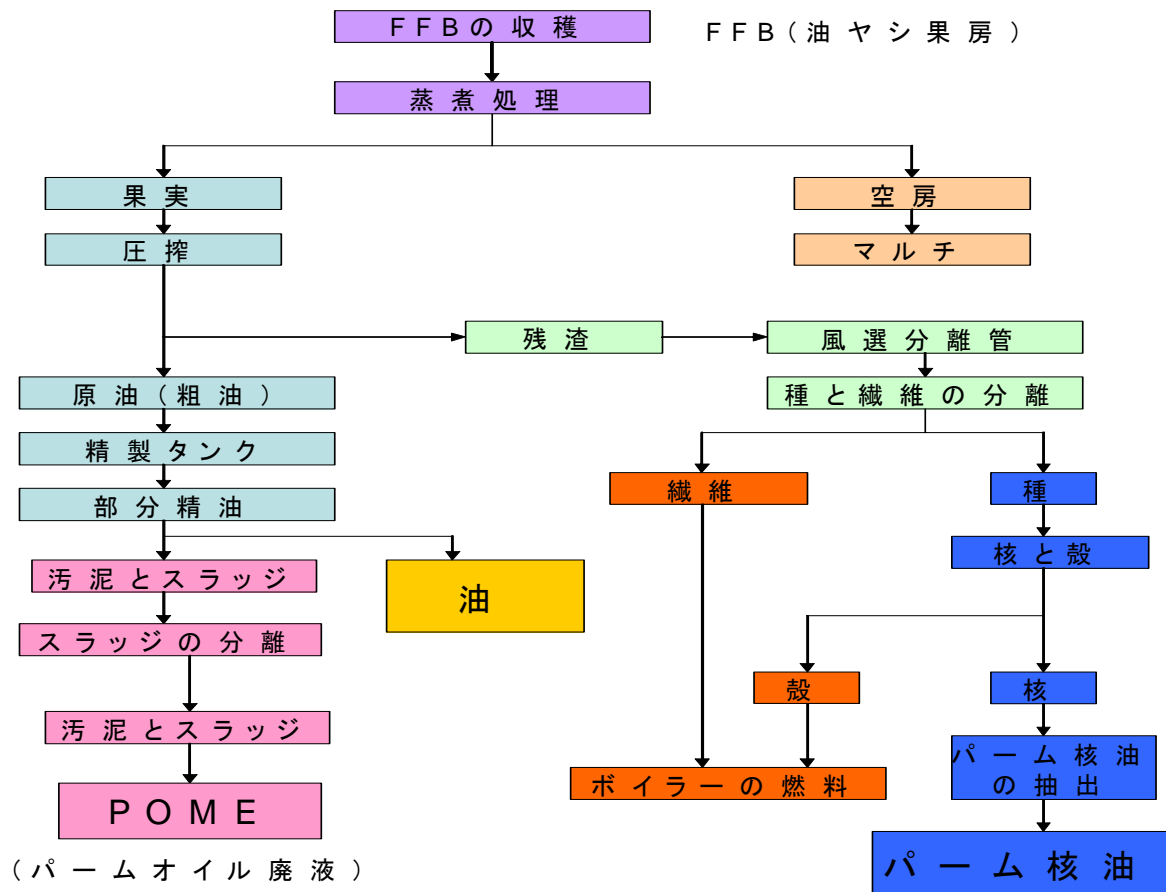 FFBの収穫
FFB(油ヤシ果房)
蒸煮処理
果実
空房
圧搾
マルチ
残渣
風選分離管
原油(粗油)
種と繊維の分離
精製タンク
繊維
種
部分精油
核と殻
汚泥とスラッジ
油
スラッジの分離
殻
核
汚泥とスラッジ
パーム核油
の抽出
ボイラーの燃料
POME
(パームオイル廃液)
パーム核油